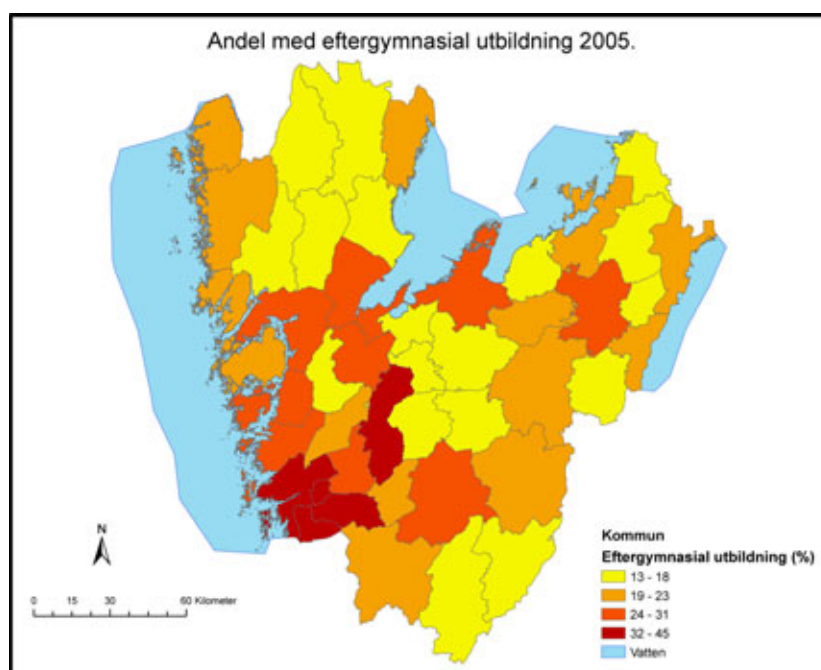 Andel med eftergymnasial utbildning 2005.
N
0 15 30 60 Kilometer
Kommun
Eftergymnasial utbildning (%)
13 - 18
19 - 23
24 - 31
32 - 45
Vatten